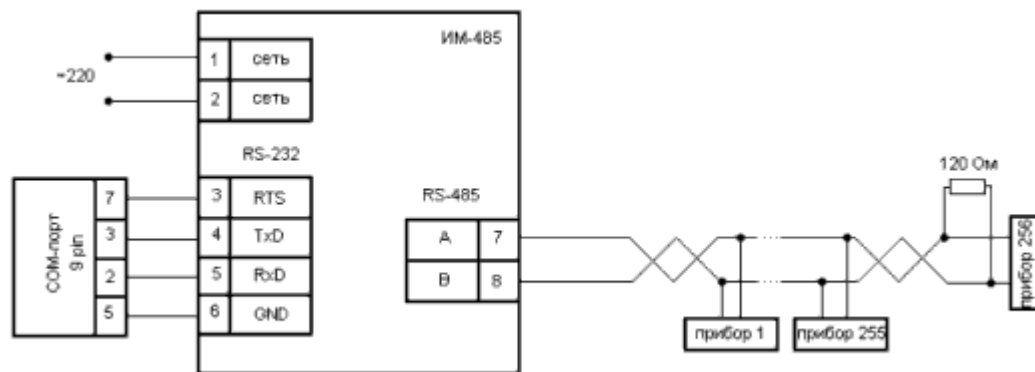 ИМ-485
1 сеть
~220
2 сеть
RS-232
120 Ом
COM-порт
9 pin
7
3
2
5
3 RTS
4 TxD
5 RxD
6 GND
RS-485
A 7
B 8
прибор 1
прибор 255
прибор 256